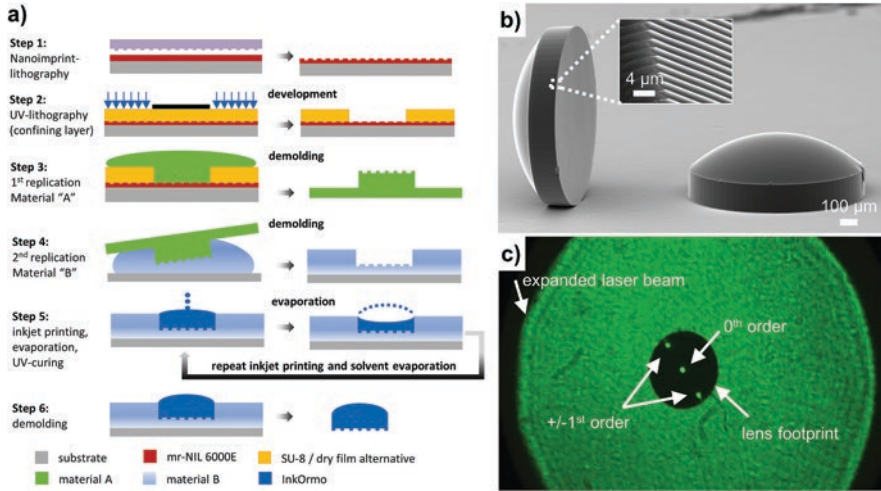 a)
Step 1:
Nanoimprint-
lithography
Step 2:
UV-lithography
(confining layer)
development
Step 3:
1st replication
Material "A"
demolding
Step 4:
2nd replication
Material "B"
demolding
Step 5:
inkjet printing,
evaporation,
UV-curing
evaporation
repeat inkjet printing and solvent evaporation
Step 6:
demolding
substrate
mr-NIL 6000E
SU-8 / dry film alternative
material A
material B
InkOrmo
b)
4 µm
100 µm
c)
expanded laser beam
0th order
+/-1st order
lens footprint